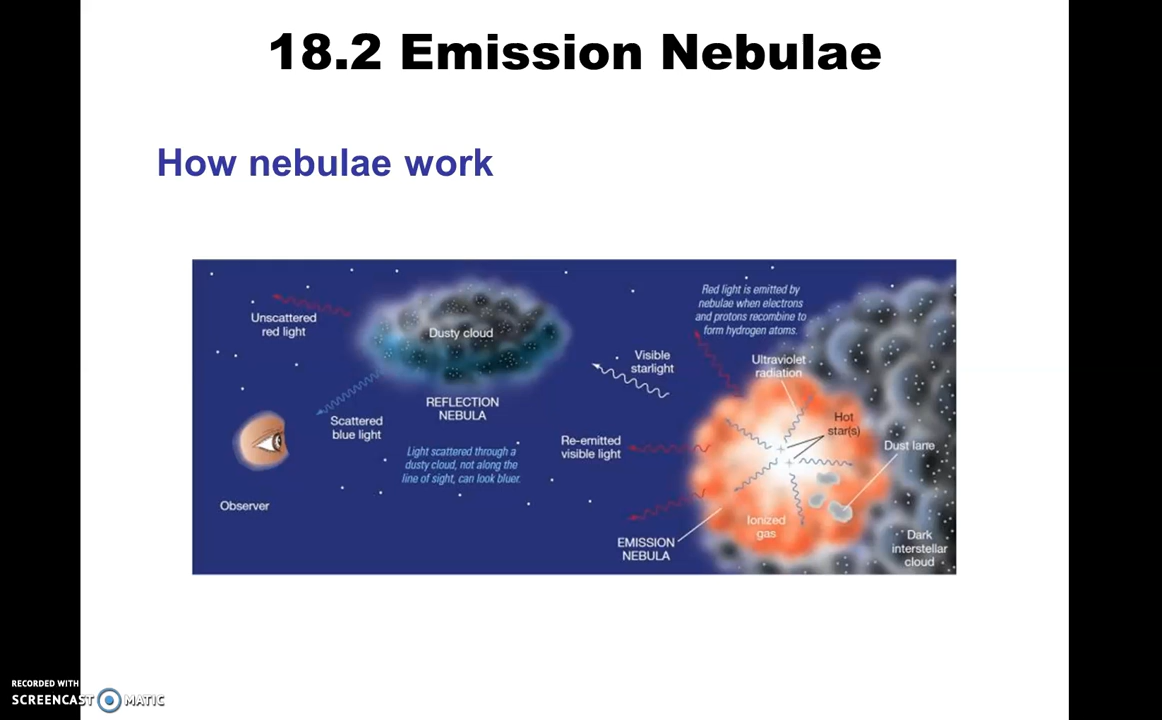 18.2 Emission Nebulae
How nebulae work
Unscattered
red light
Dusty cloud
REFLECTION
NEBULA
Scattered
blue light
Light scattered through a
dusty cloud, not along the
line of sight, can look bluer.
Observer
Visible
starlight
Re-emitted
visible light
Red light is emitted by
nebulae when electrons
and protons recombine to
form hydrogen atoms.
Ultraviolet
radiation
Hot
star(s)
Dust lane
Ionized
gas
EMISSION
NEBULA
Dark
interstellar
cloud
RECORDED WITH
SCREENCAST MATIC